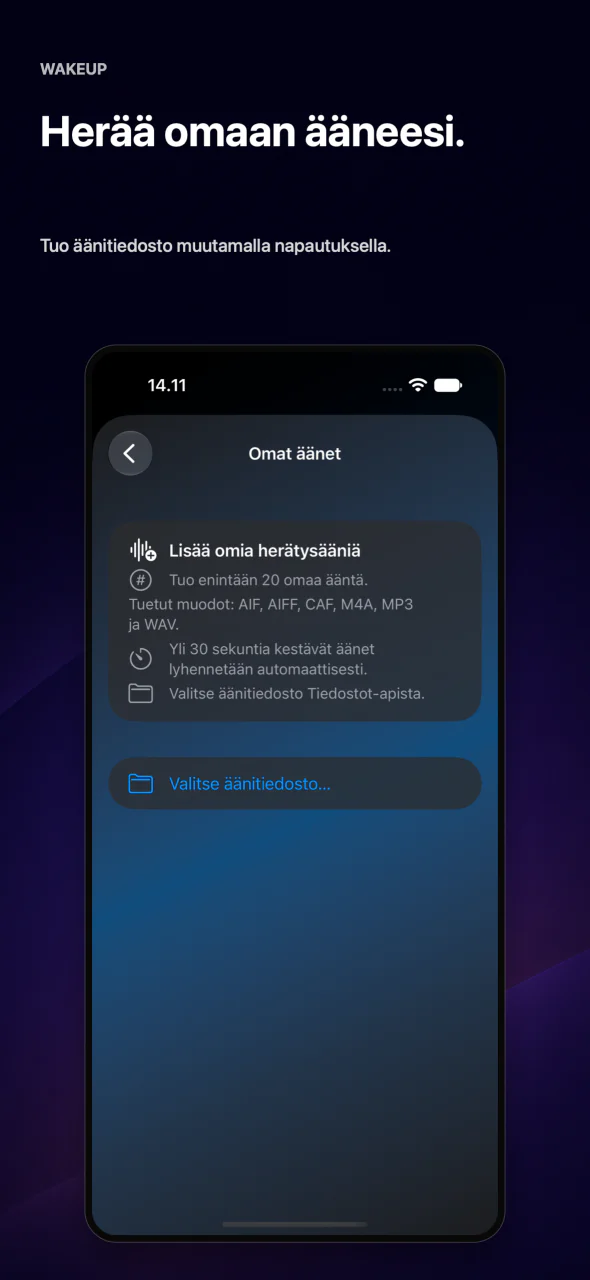 WAKEUP
Herää omaan ääneesi.
Tuo äänitiedosto muutamalla napautuksella.
14.11
Omat äänet
Lisää omia herätysääniä
Tuo enintään 20 omaa ääntä.
Tuetut muodot: AIF, AIFF, CAF, M4A, MP3
ja WAV.
Yli 30 sekuntia kestävät äänet
lyhennetään automaattisesti.
Valitse äänitiedosto Tiedostot-apista.
Valitse äänitiedosto...